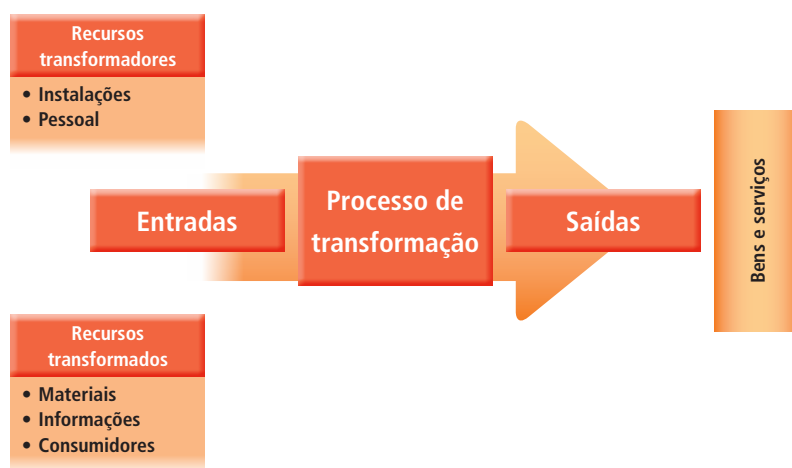 Recursos
transformadores
• Instalações
• Pessoal
Entradas
Processo de
transformação
Saídas
Bens e serviços
Recursos
transformados
• Materiais
• Informações
• Consumidores